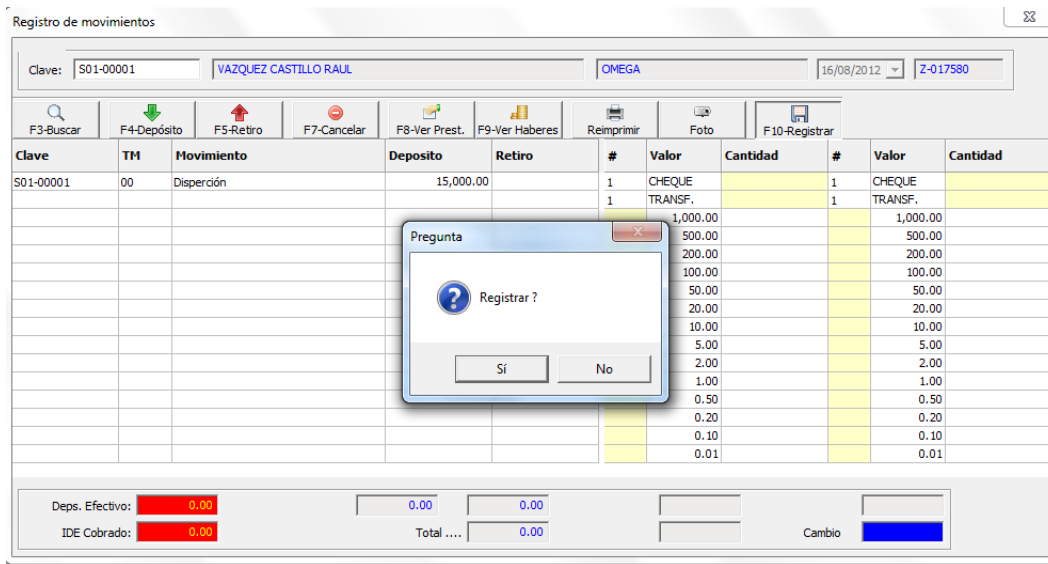 Registro de movimientos
Clave: S01-00001 VAZQUEZ CASTILLO RAUL OMEGA 16/08/2012 Z-017580
F3-Buscar F4-Depósito F5-Retiro F7-Cancelar F8-Ver Prest. F9-Ver Haberes Reimprimir Foto F10-Registrar
Clave TM Movimiento Deposito Retiro # Valor Cantidad # Valor Cantidad
S01-00001 00 Disperción 15,000.00 1 CHEQUE 1 CHEQUE
1 TRANSF. 1 TRANSF.
1,000.00 1,000.00
Pregunta 500.00 500.00
200.00 200.00
100.00 100.00
Registrar ? 50.00 50.00
20.00 20.00
10.00 10.00
5.00 5.00
Sí No 2.00 2.00
1.00 1.00
0.50 0.50
0.20 0.20
0.10 0.10
0.01 0.01
Deps. Efectivo: 0.00 0.00 0.00
IDE Cobrado: 0.00 Total .... 0.00 Cambio